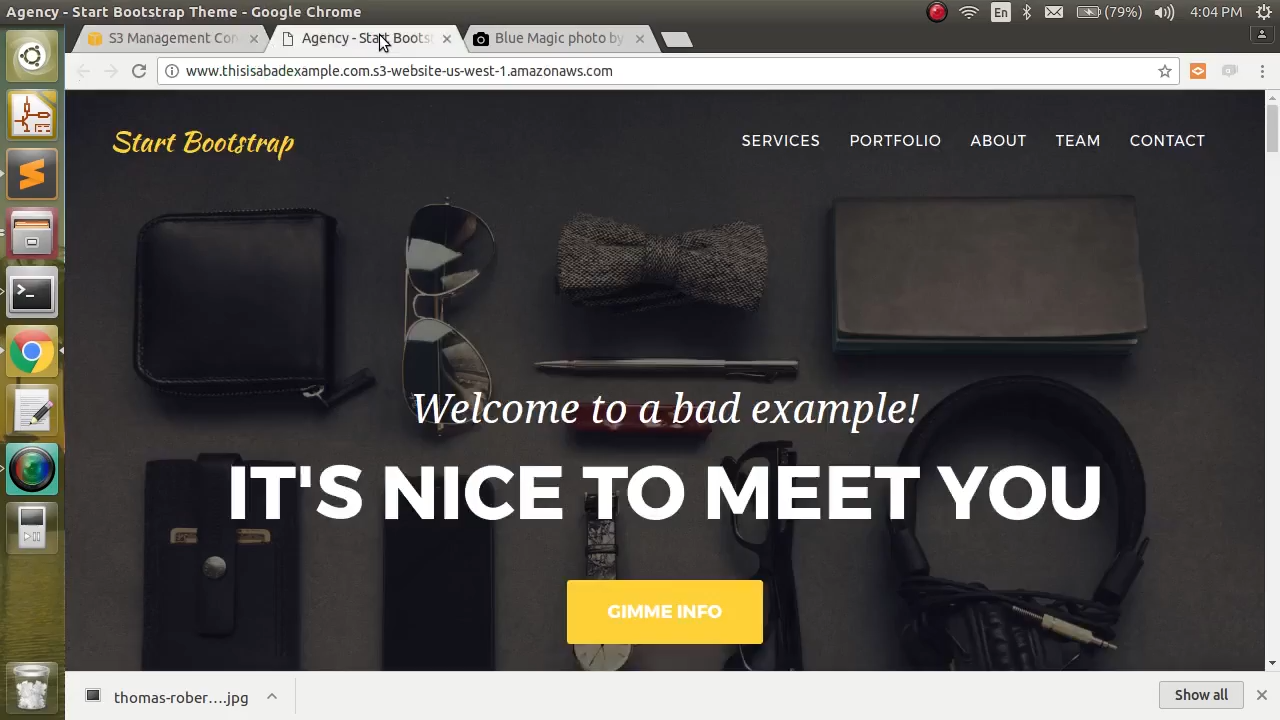 Agency - Start Bootstrap Theme - Google Chrome
En
(79%)
4:04 PM
S3 Management Con
Agency - Start Boots
Blue Magic photo by
www.thisisabadexample.com.s3-website-us-west-1.amazonaws.com
Start Bootstrap
SERVICES
PORTFOLIO
ABOUT
TEAM
CONTACT
Welcome to a bad example!
IT'S NICE TO MEET YOU
GIMME INFO
thomas-rober....jpg
Show all